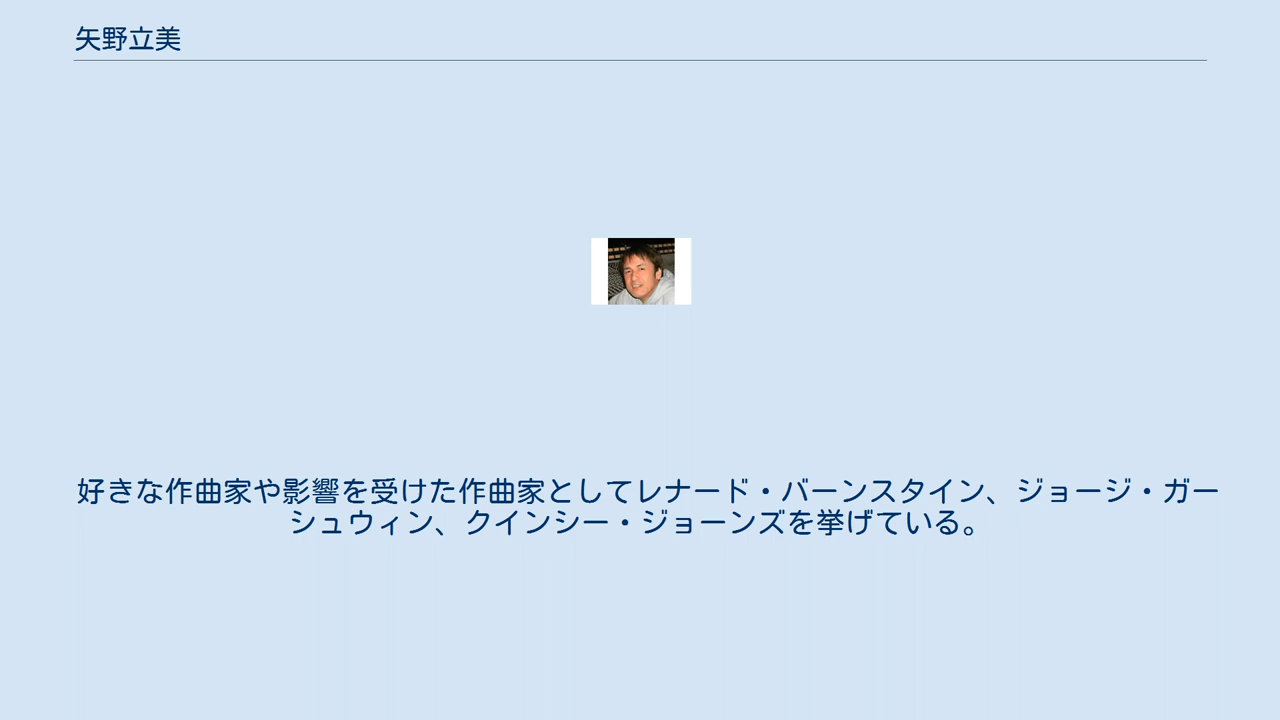 矢野立美
好きな作曲家や影響を受けた作曲家としてレナード・バーンスタイン、ジョージ・ガー
シュウィン、クインシー・ジョーンズを挙げている。